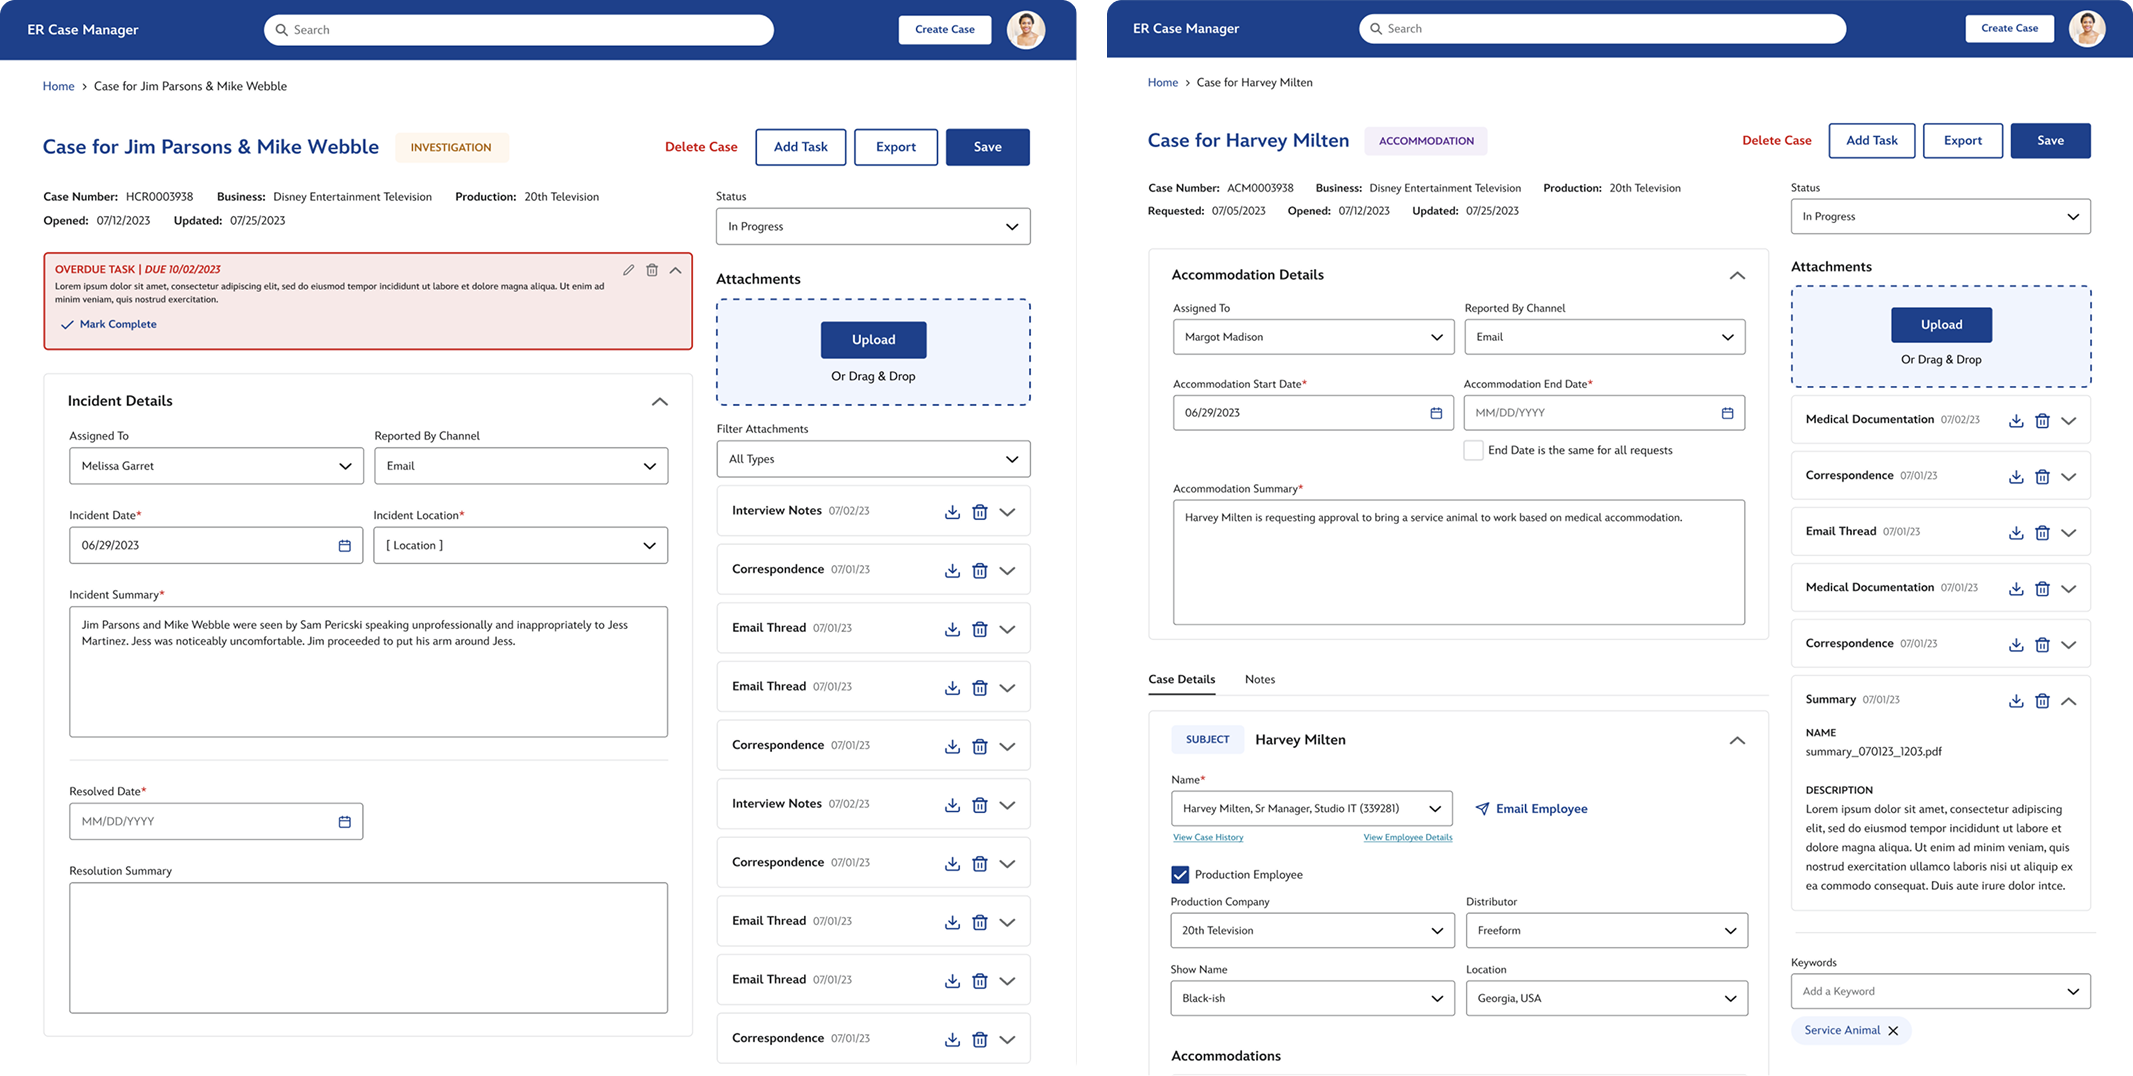 ER Case Manager
Search
Create Case
Home > Case for Jim Parsons & Mike Webble
Case for Jim Parsons & Mike Webble
INVESTIGATION
Delete Case
Add Task
Export
Save
Case Number: HCR0003938 Business: Disney Entertainment Television Production: 20th Television
Opened: 07/12/2023 Updated: 07/25/2023
OVERDUE TASK | DUE 10/02/2023
Lorem ipsum dolor sit amet, consectetur adipiscing elit, sed do eiusmod tempor incididunt ut labore et dolore magna aliqua. Ut enim ad
minim veniam, quis nostrud exercitation.
Mark Complete
Incident Details
Assigned To
Melissa Garret
Reported By Channel
Email
Incident Date*
06/29/2023
Incident Location*
[ Location ]
Incident Summary*
Jim Parsons and Mike Webble were seen by Sam Pericski speaking unprofessionally and inappropriately to Jess
Martinez. Jess was noticeably uncomfortable. Jim proceeded to put his arm around Jess.
Resolved Date*
MM/DD/YYYY
Resolution Summary
Status
In Progress
Attachments
Upload
Or Drag & Drop
Filter Attachments
All Types
Interview Notes 07/02/23
Correspondence 07/01/23
Email Thread 07/01/23
Email Thread 07/01/23
Correspondence 07/01/23
Interview Notes 07/02/23
Correspondence 07/01/23
Email Thread 07/01/23
Email Thread 07/01/23
Correspondence 07/01/23
ER Case Manager
Search
Create Case
Home > Case for Harvey Milten
Case for Harvey Milten
ACCOMMODATION
Delete Case
Add Task
Export
Save
Case Number: ACM0003938 Business: Disney Entertainment Television Production: 20th Television
Requested: 07/05/2023 Opened: 07/12/2023 Updated: 07/25/2023
Accommodation Details
Assigned To
Margot Madison
Reported By Channel
Email
Accommodation Start Date*
06/29/2023
Accommodation End Date*
MM/DD/YYYY
End Date is the same for all requests
Accommodation Summary*
Harvey Milten is requesting approval to bring a service animal to work based on medical accommodation.
Case Details
Notes
SUBJECT
Harvey Milten
Name*
Harvey Milten, Sr Manager, Studio IT (339281)
Email Employee
View Case History
View Employee Details
Production Employee
Production Company
20th Television
Distributor
Freeform
Show Name
Black-ish
Location
Georgia, USA
Accommodations
Status
In Progress
Attachments
Upload
Or Drag & Drop
Medical Documentation 07/02/23
Correspondence 07/01/23
Email Thread 07/01/23
Medical Documentation 07/01/23
Correspondence 07/01/23
Summary 07/01/23
NAME
summary_070123_1203.pdf
DESCRIPTION
Lorem ipsum dolor sit amet, consectetur adipiscing
elit, sed do eiusmod tempor incididunt ut labore et
dolore magna aliqua. Ut enim ad minim veniam, quis
nostrud exercitation ullamco laboris nisi ut aliquip ex
ea commodo consequat. Duis aute irure dolor intce.
Keywords
Add a Keyword
Service Animal